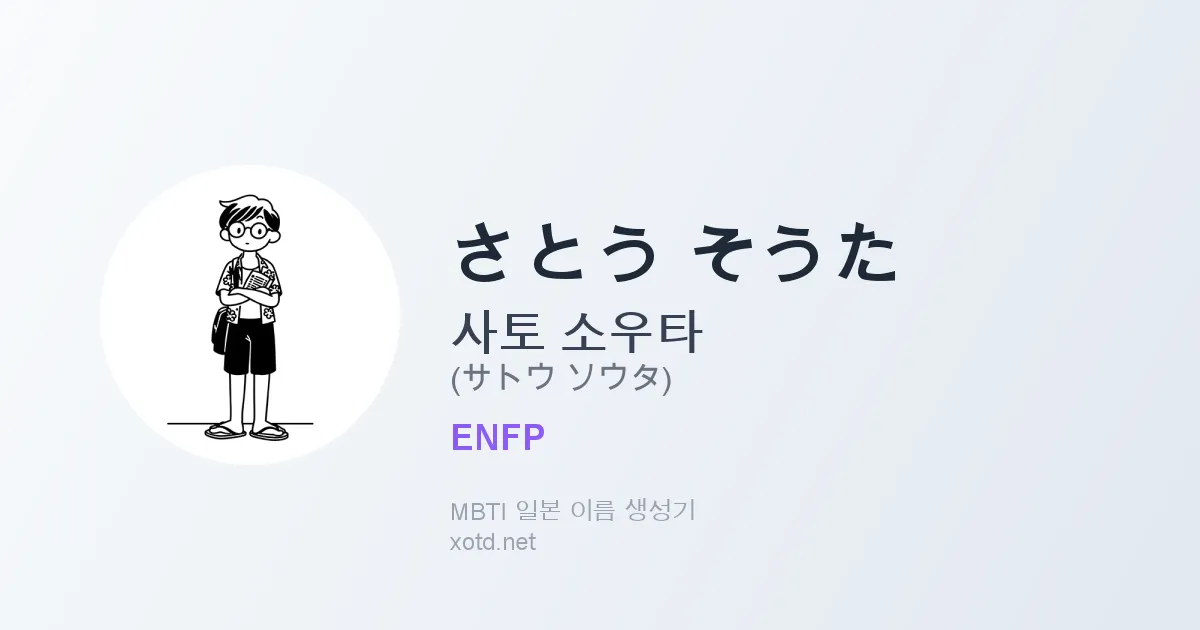 さとう そうた
사토 소우타
(サトウ ソウタ)
ENFP
MBTI 일본 이름 생성기
xotd.net